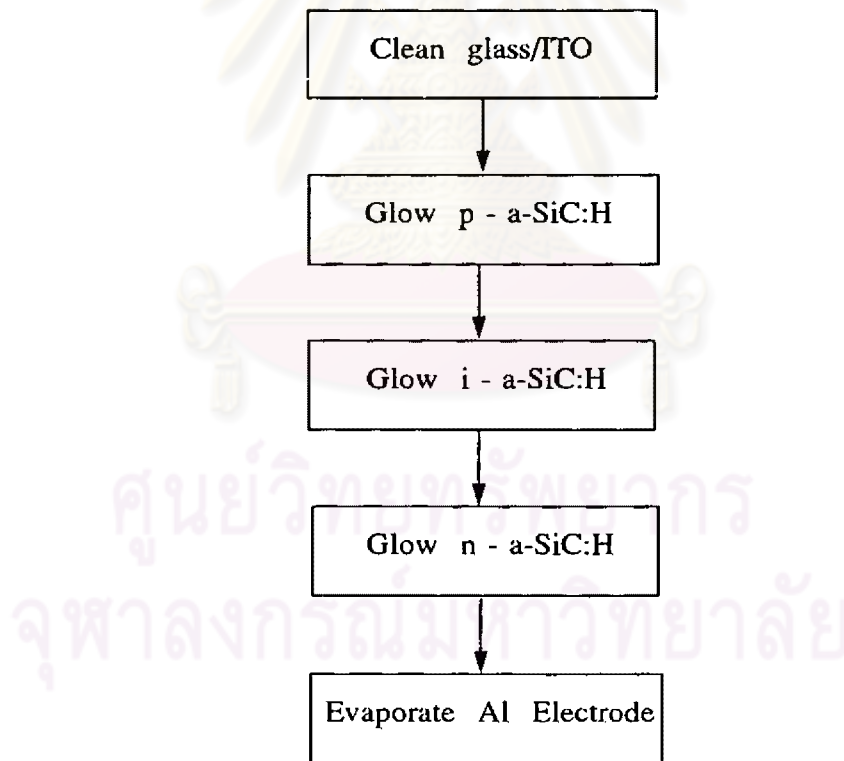 Clean glass/ITO
Glow p - a-SiC:H
Glow i - a-SiC:H
ศูนย์วิทยทรัพยากร
Glow n - a-SiC:H
จุฬาลงกรณ์มหาวิทยาลัย
Evaporate Al Electrode